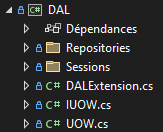 DAL
Dépendances
Repositories
Sessions
C# DALExtension.cs
C# IUOW.cs
C# UOW.cs